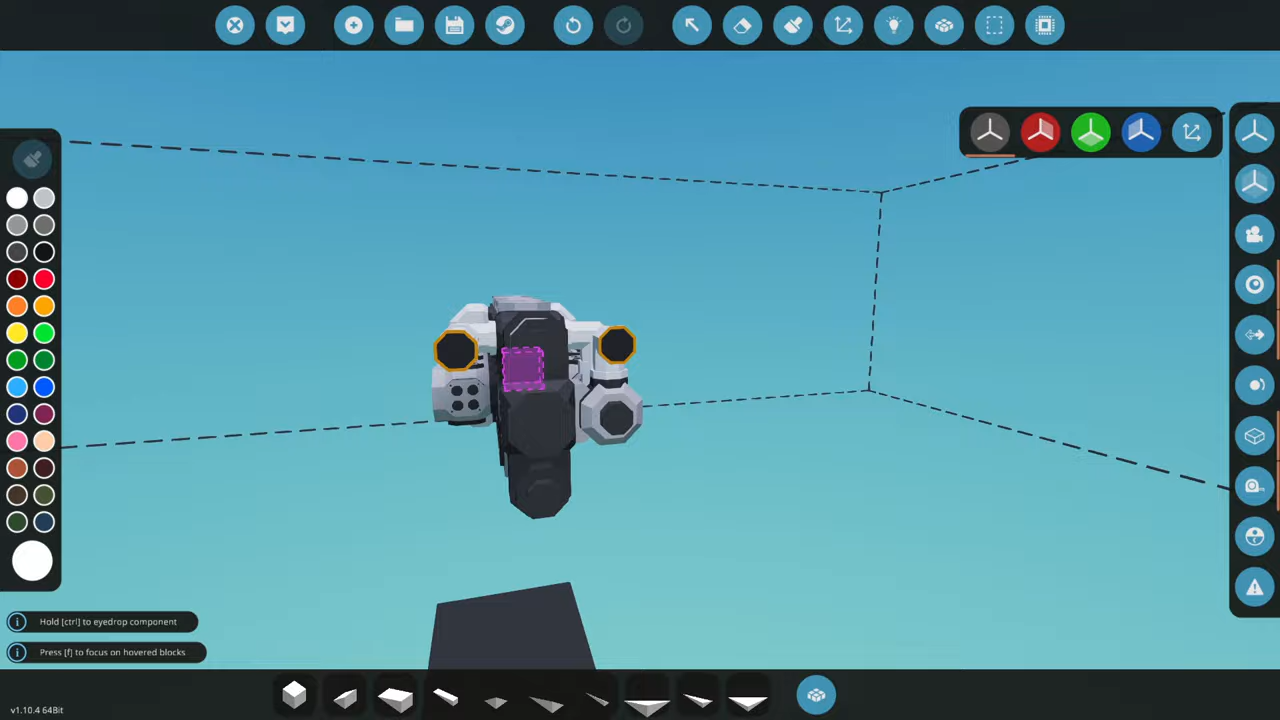 Hold [ctrl] to eyedrop component
Press [f] to focus on hovered blocks
v1.10.4 64Bit